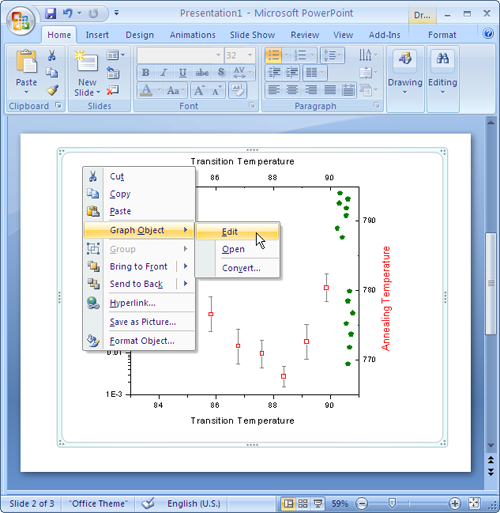 Presentation1 - Microsoft PowerPoint
Dr...
Home
Insert
Design
Animations
Slide Show
Review
View
Add-Ins
Format
Paste
Clipboard
New
Slide
Slides
32
B I U abe S AV
Aa A
Font
Paragraph
Drawing
Editing
Transition Temperature
86 88 90
Cut
Copy
Paste
Graph Object
Group
Bring to Front
Send to Back
Hyperlink...
Save as Picture...
Format Object...
Edit
Open
Convert...
790
780
770
Annealing Temperature
0.01
1E-3
84 86 88 90
Transition Temperature
Slide 2 of 3
"Office Theme"
English (U.S.)
59%